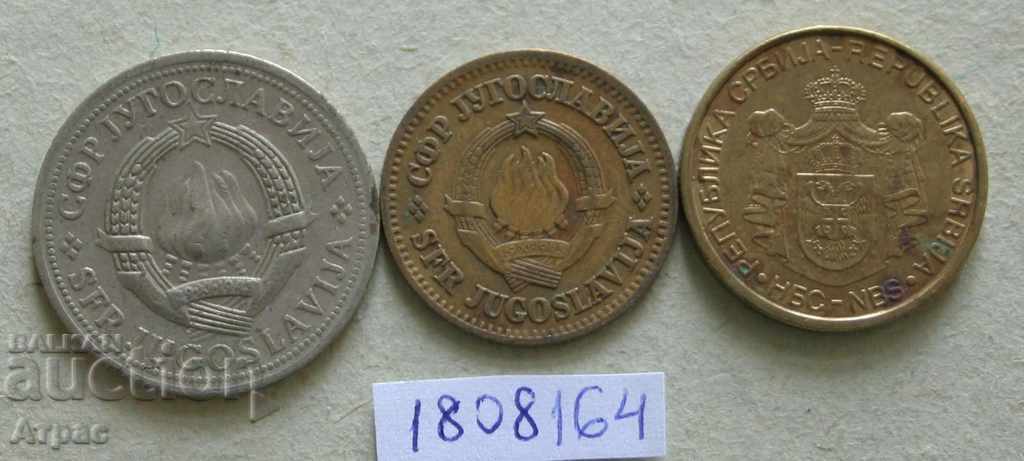 СФР ЈУГОСЛАВИЈА
SFR JUGOSLAVIJA
СФР ЈУГОСЛАВИЈА
SFR JUGOSLAVIJA
РЕПУБЛИКА СРБИЈА - REPUBLIKA SRBIJA
НБС - NBS
BALKAN
auction
Атрас
1808164